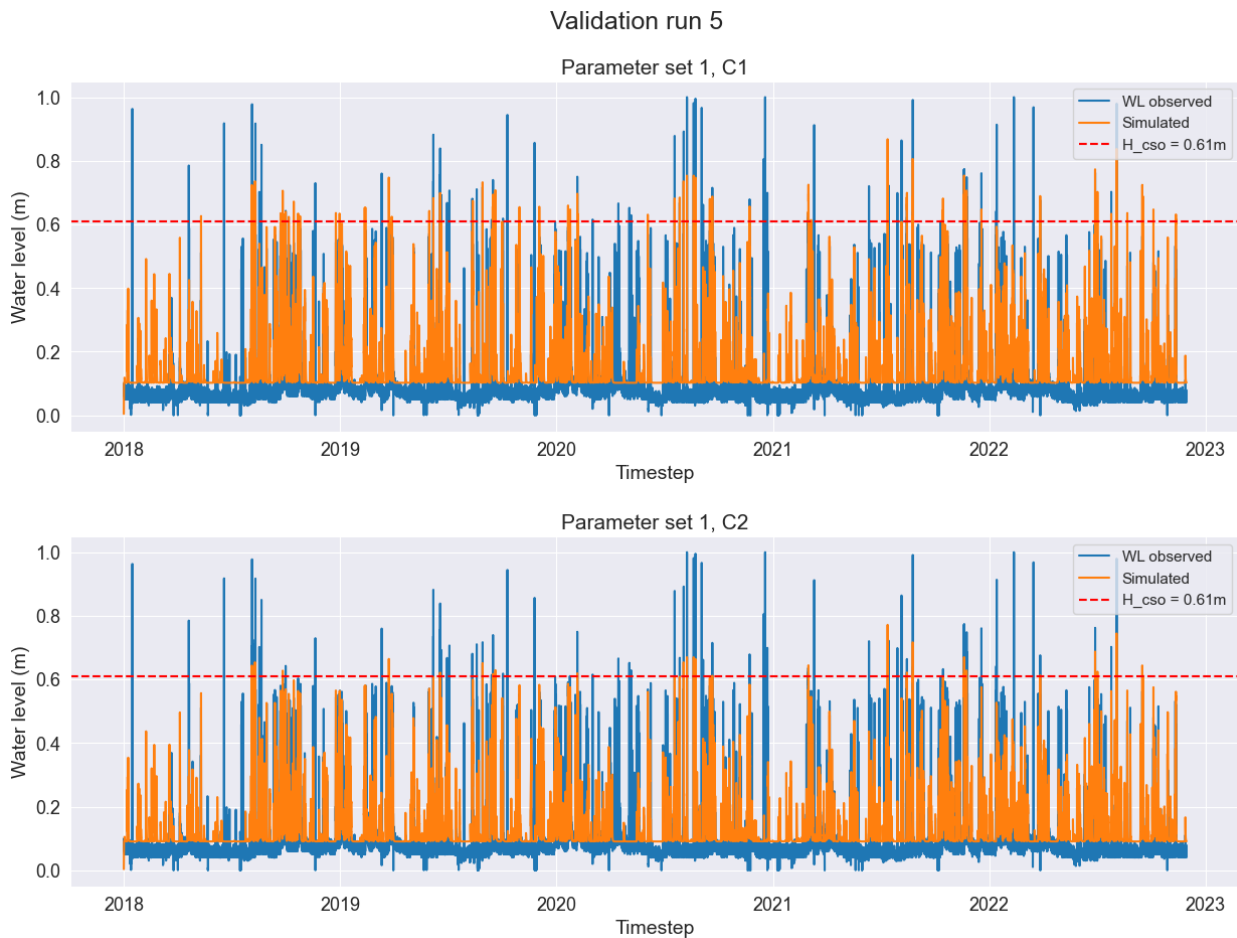 Validation run 5
Parameter set 1, C1
WL observed
Simulated
H_cso = 0.61m
Water level (m)
1.0
0.8
0.6
0.4
0.2
0.0
2018 2019 2020 2021 2022 2023
Timestep
Parameter set 1, C2
WL observed
Simulated
H_cso = 0.61m
Water level (m)
1.0
0.8
0.6
0.4
0.2
0.0
2018 2019 2020 2021 2022 2023
Timestep